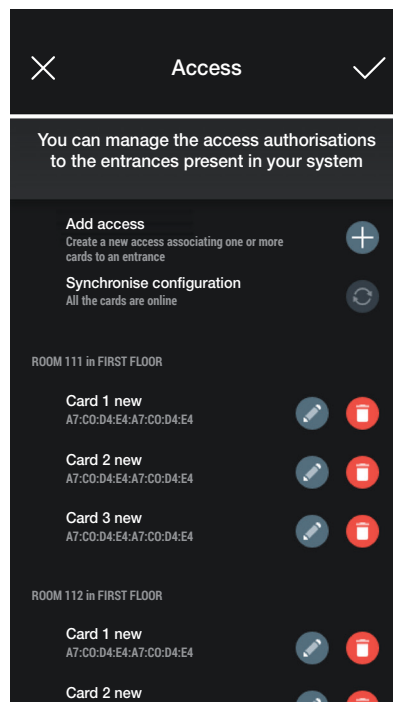 Access
You can manage the access authorisations
to the entrances present in your system
Add access
Create a new access associating one or more
cards to an entrance
Synchronise configuration
All the cards are online
ROOM 111 in FIRST FLOOR
Card 1 new
A7:C0:D4:E4:A7:C0:D4:E4
Card 2 new
A7:C0:D4:E4:A7:C0:D4:E4
Card 3 new
A7:C0:D4:E4:A7:C0:D4:E4
ROOM 112 in FIRST FLOOR
Card 1 new
A7:C0:D4:E4:A7:C0:D4:E4
Card 2 new